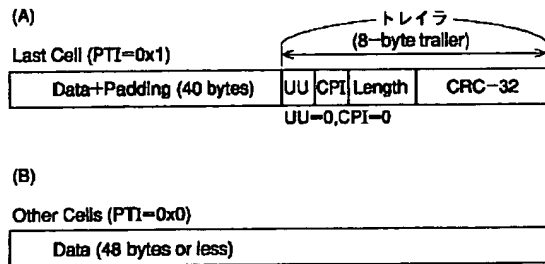 (A)
トレイラ
(8-byte trailer)
Last Cell (PTI=0x1)
Data+Padding (40 bytes) UU CPI Length CRC-32
UU=0,CPI=0
(B)
Other Cells (PTI=0x0)
Data (48 bytes or less)